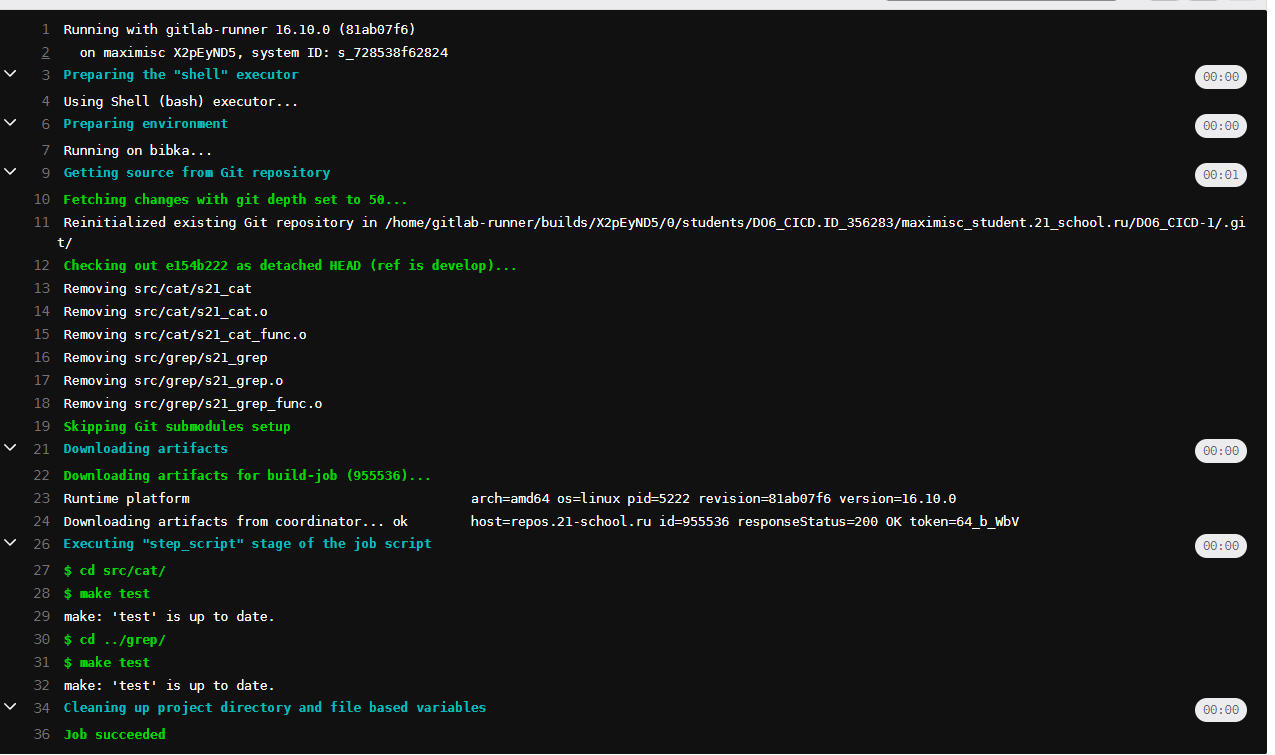 1 Running with gitlab-runner 16.10.0 (81ab07f6)
2 on maximisc X2pEyND5, system ID: s_728538f62824
3 Preparing the "shell" executor 00:00
4 Using Shell (bash) executor...
6 Preparing environment 00:00
7 Running on bibka...
9 Getting source from Git repository 00:01
10 Fetching changes with git depth set to 50...
11 Reinitialized existing Git repository in /home/gitlab-runner/builds/X2pEyND5/0/students/DO6_CICD.ID_356283/maximisc_student.21_school.ru/DO6_CICD-1/.gi
t/
12 Checking out e154b222 as detached HEAD (ref is develop)...
13 Removing src/cat/s21_cat
14 Removing src/cat/s21_cat.o
15 Removing src/cat/s21_cat_func.o
16 Removing src/grep/s21_grep
17 Removing src/grep/s21_grep.o
18 Removing src/grep/s21_grep_func.o
19 Skipping Git submodules setup
21 Downloading artifacts 00:00
22 Downloading artifacts for build-job (955536)...
23 Runtime platform arch=amd64 os=linux pid=5222 revision=81ab07f6 version=16.10.0
24 Downloading artifacts from coordinator... ok host=repos.21-school.ru id=955536 responseStatus=200 OK token=64_b_WbV
26 Executing "step_script" stage of the job script 00:00
27 $ cd src/cat/
28 $ make test
29 make: 'test' is up to date.
30 $ cd ../grep/
31 $ make test
32 make: 'test' is up to date.
34 Cleaning up project directory and file based variables 00:00
36 Job succeeded